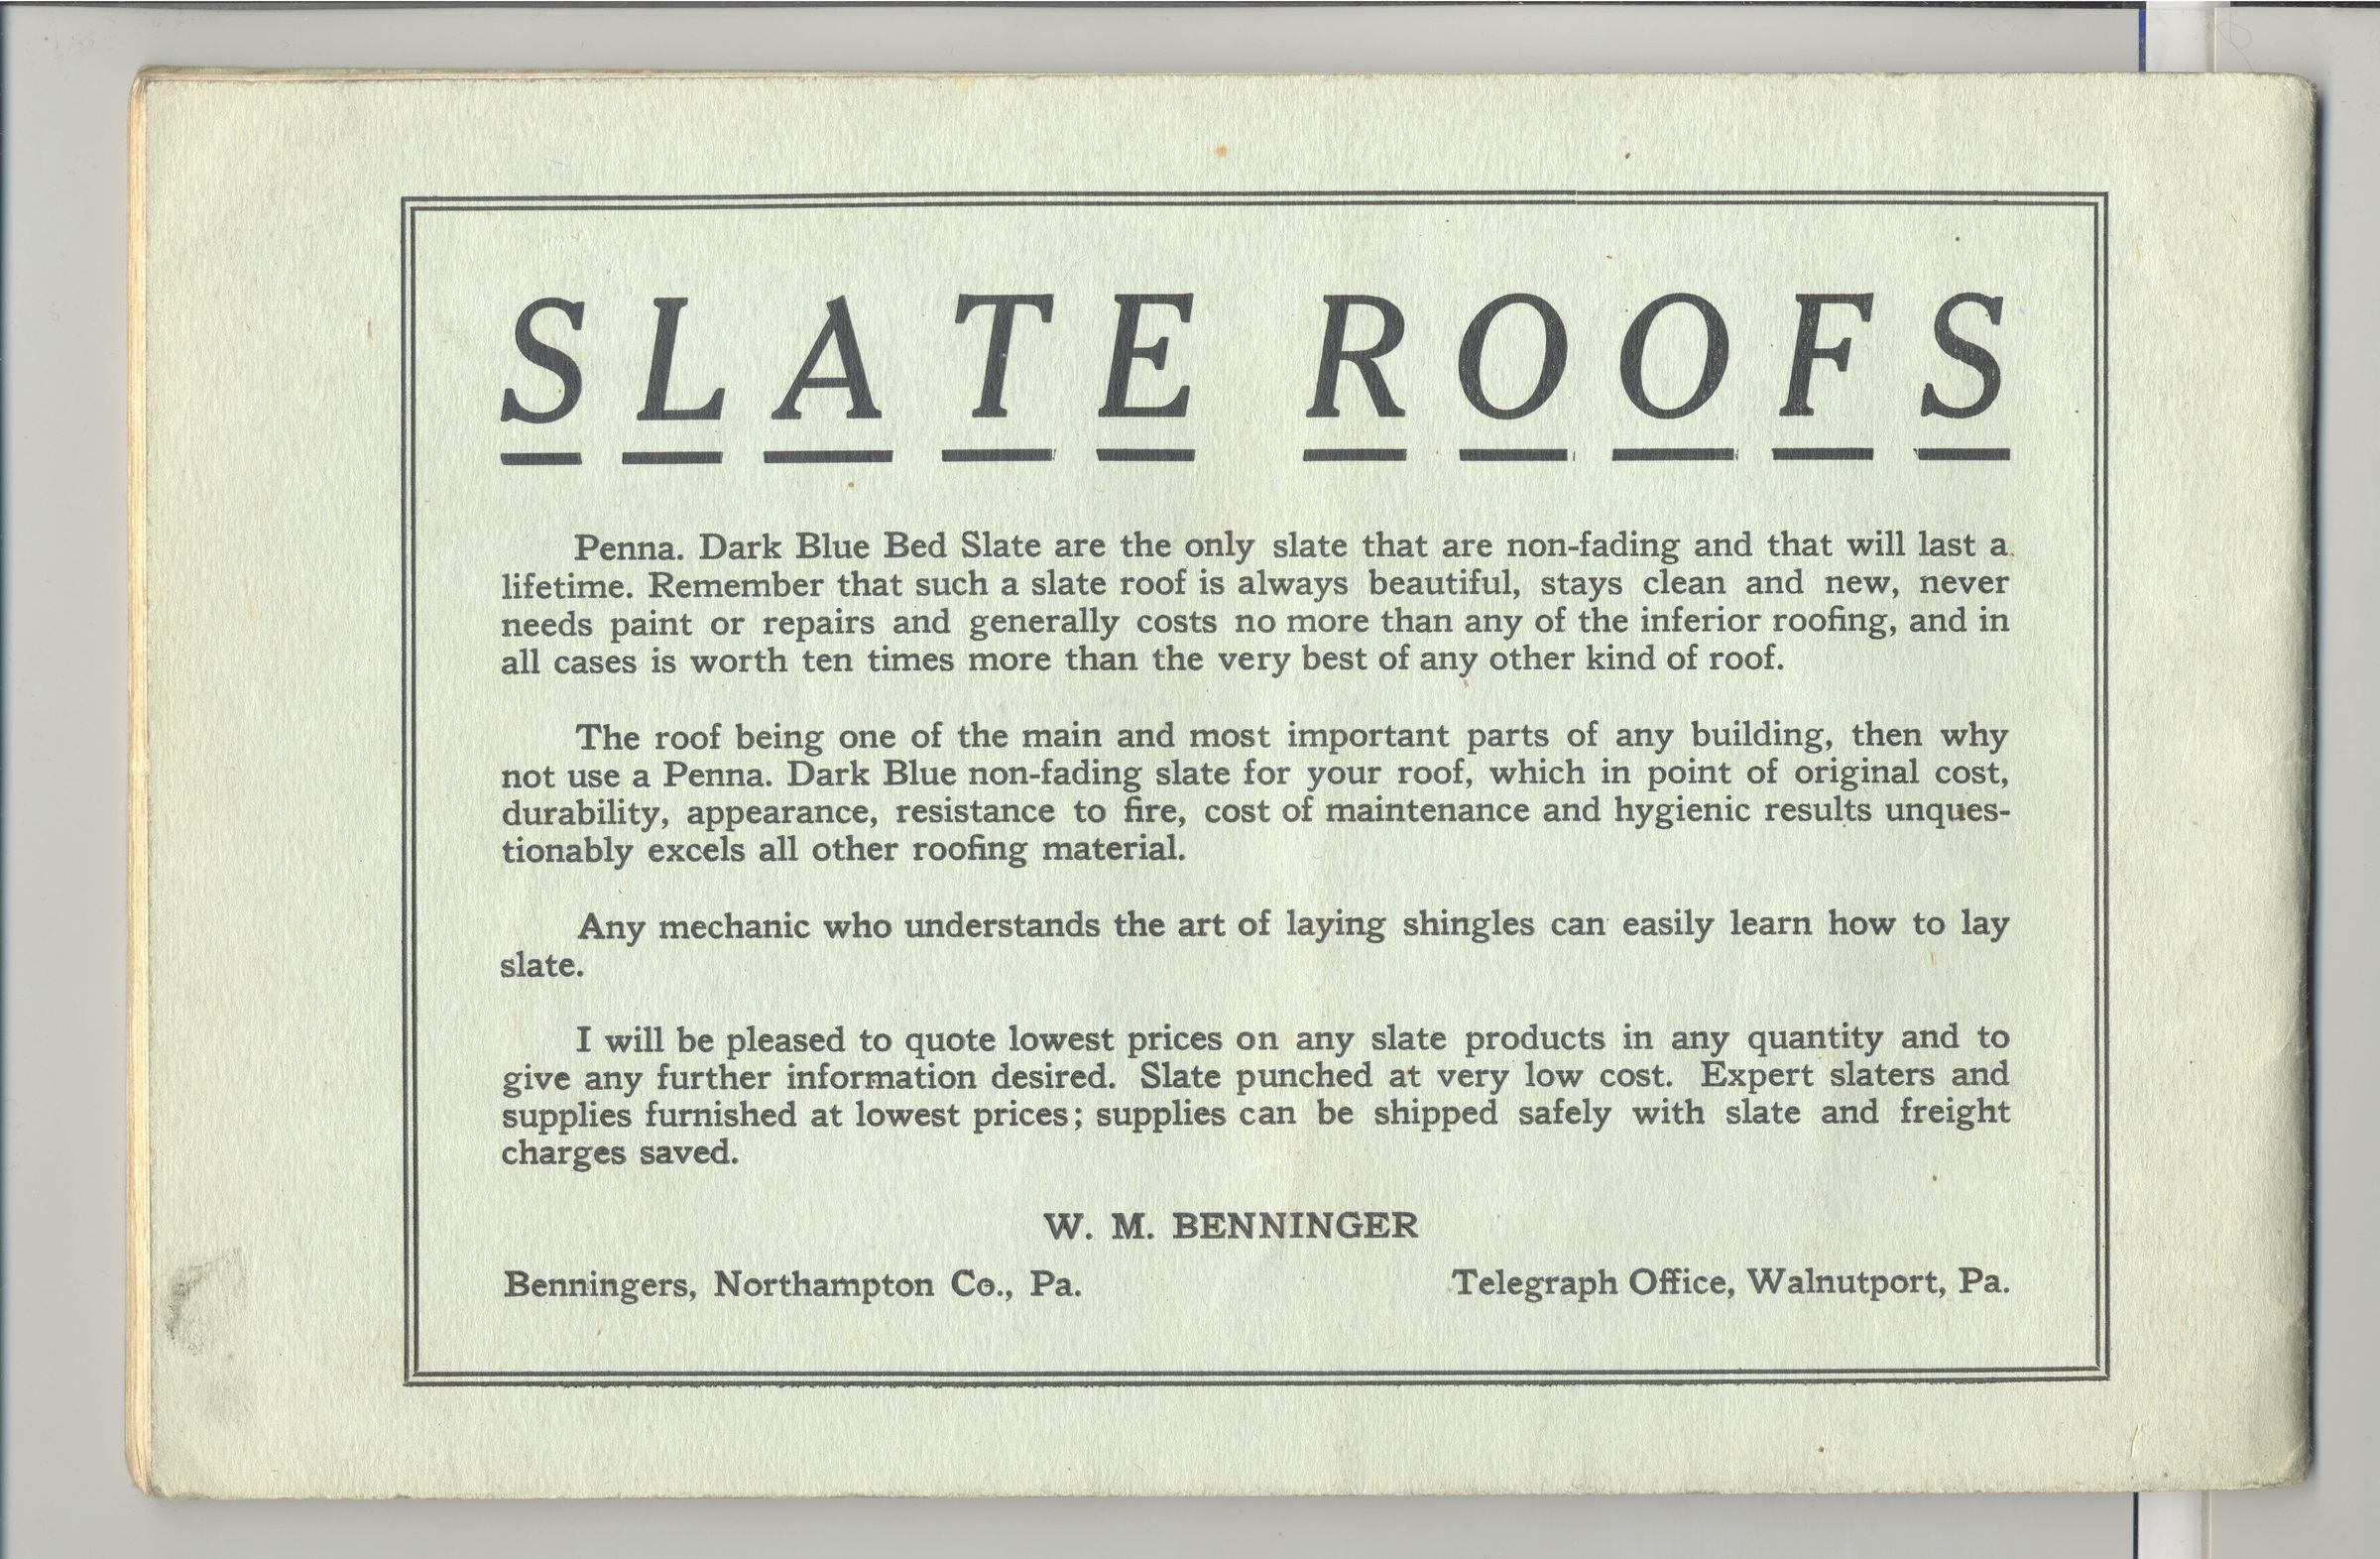 SLATE ROOFS
Penna. Dark Blue Bed Slate are the only slate that are non-fading and that will last a
lifetime. Remember that such a slate roof is always beautiful, stays clean and new, never
needs paint or repairs and generally costs no more than any of the inferior roofing, and in
all cases is worth ten times more than the very best of any other kind of roof.
The roof being one of the main and most important parts of any building, then why
not use a Penna. Dark Blue non-fading slate for your roof, which in point of original cost,
durability, appearance, resistance to fire, cost of maintenance and hygienic results unques-
tionably excels all other roofing material.
Any mechanic who understands the art of laying shingles can easily learn how to lay
slate.
I will be pleased to quote lowest prices on any slate products in any quantity and to
give any further information desired. Slate punched at very low cost. Expert slaters and
supplies furnished at lowest prices; supplies can be shipped safely with slate and freight
charges saved.
W. M. BENNINGER
Benningers, Northampton Co., Pa. Telegraph Office, Walnutport, Pa.